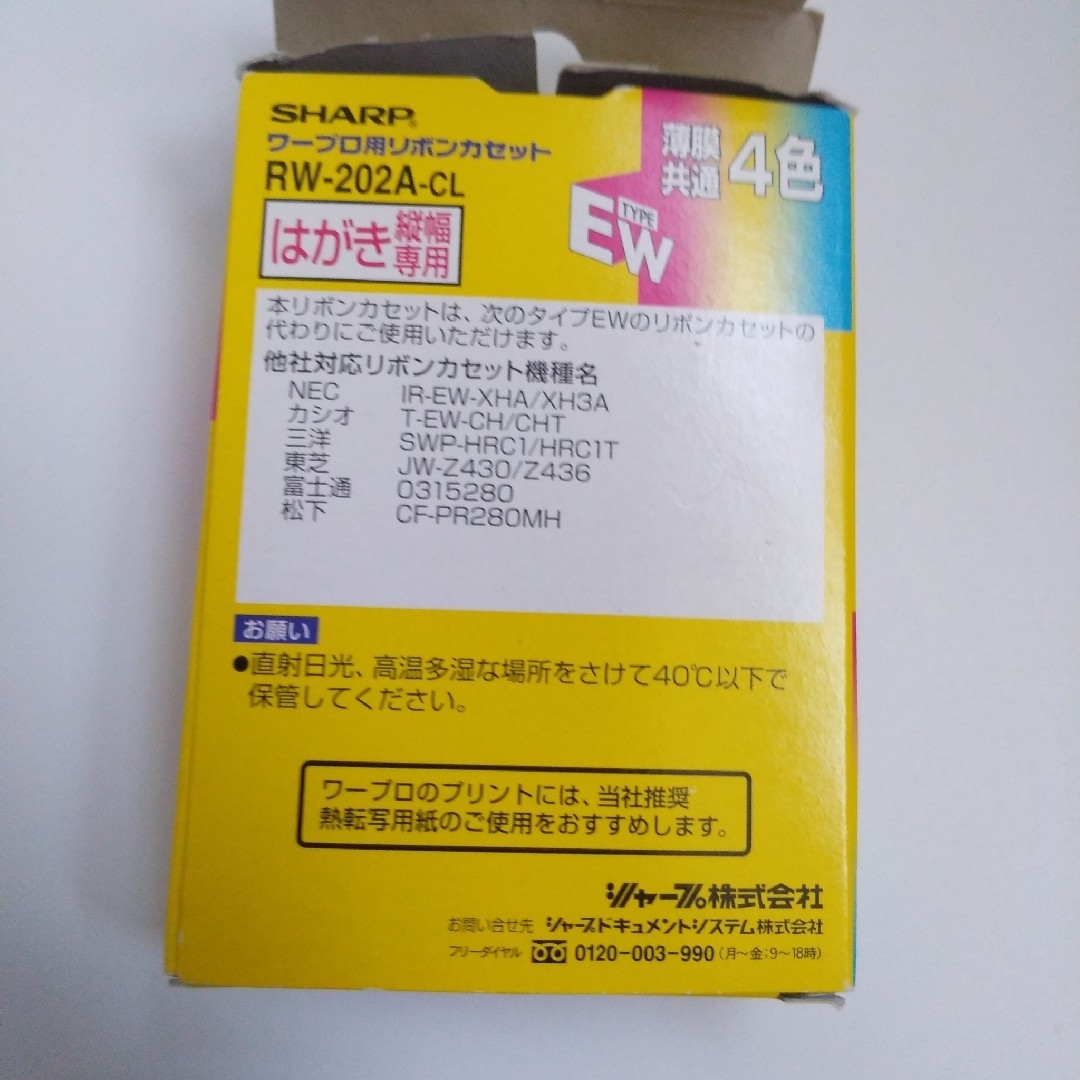 SHARP®
ワープロ用リボンカセット
RW-202A-CL
はがき縦幅専用
薄膜共通4色
TYPE
EW
本リボンカセットは、次のタイプEWのリボンカセットの
代わりにご使用いただけます。
他社対応リボンカセット機種名
NEC IR-EW-XHA/XH3A
カシオ T-EW-CH/CHT
三洋 SWP-HRC1/HRC1T
東芝 JW-Z430/Z436
富士通 0315280
松下 CF-PR280MH
お願い
●直射日光、高温多湿な場所をさけて40℃以下で
保管してください。
ワープロのプリントには、当社推奨
熱転写用紙のご使用をおすすめします。
シャープ株式会社
お問い合せ先 シャープドキュメントシステム株式会社
フリーダイヤル 0120-003-990(月〜金:9〜18時)